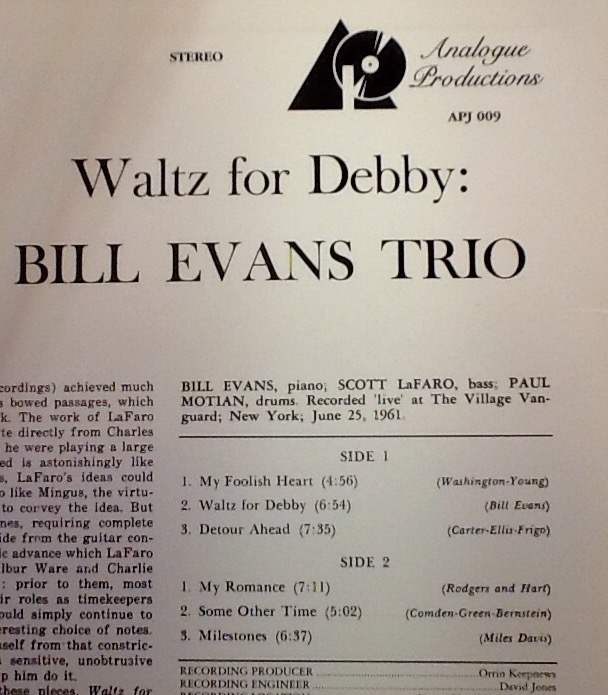 STEREO
Analogue
Productions
APJ 009
Waltz for Debby:
BILL EVANS TRIO
cordings) achieved much
s bowed passages, which
k. The work of LaFaro
te directly from Charles
he were playing a large
ed is astonishingly like
s, LaFaro's ideas could
o like Mingus, the virtu-
to convey the idea. But
nes, requiring complete
ide from the guitar con-
ic advance which LaFaro
lbur Ware and Charlie
: prior to them, most
ir roles as timekeepers
ould simply continue to
eresting choice of notes.
nself from that constric-
s sensitive, unobtrusive
p him do it.
these pieces, Waltz for
BILL EVANS, piano; SCOTT LaFARO, bass; PAUL
MOTIAN, drums. Recorded 'live' at The Village Van-
guard; New York; June 25, 1961.
SIDE 1
1. My Foolish Heart (4:56) (Washington-Young)
2. Waltz for Debby (6:54) (Bill Evans)
3. Detour Ahead (7:35) (Carter-Ellis-Frigo)
SIDE 2
1. My Romance (7:11) (Rodgers and Hart)
2. Some Other Time (5:02) (Comden-Green-Bernstein)
3. Milestones (6:37) (Miles Davis)
RECORDING PRODUCER Orrin Keepnews
RECORDING ENGINEER David Jones